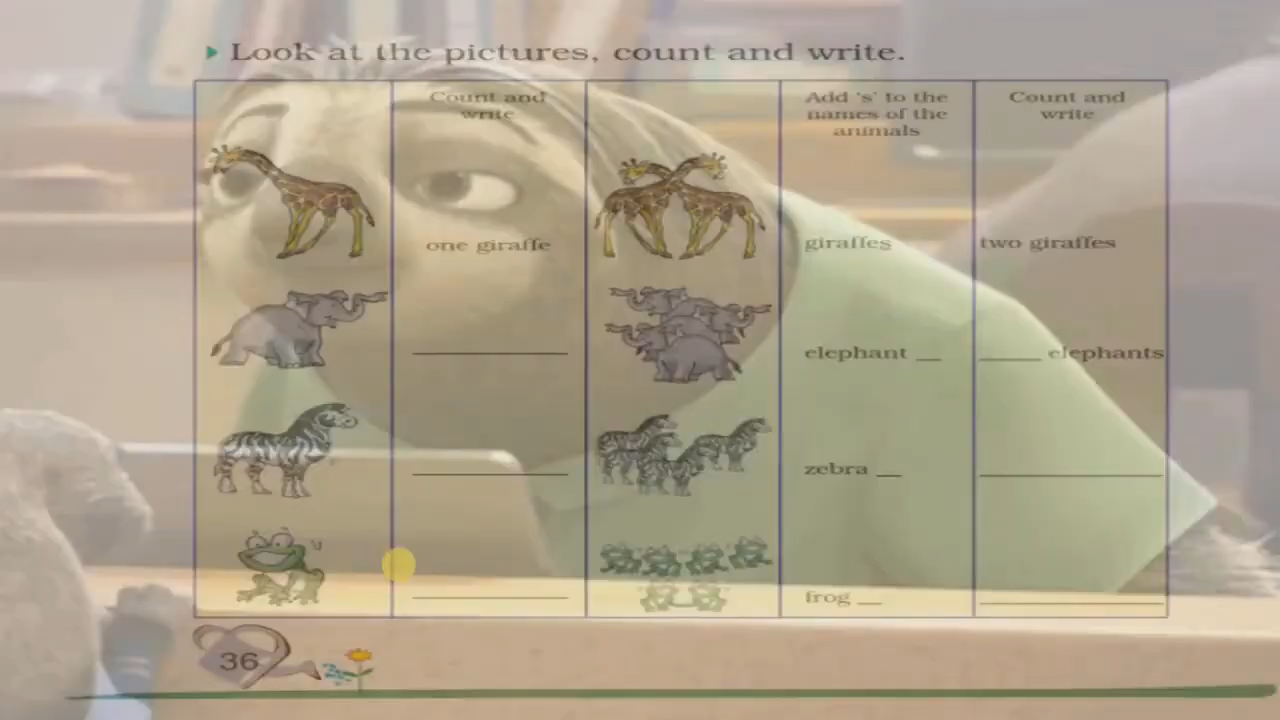 Look at the pictures, count and write.
Count and
write
Add 's' to the
names of the
animals
Count and
write
one giraffe
giraffes
two giraffes
elephant __
_____ elephants
zebra __
frog __
36